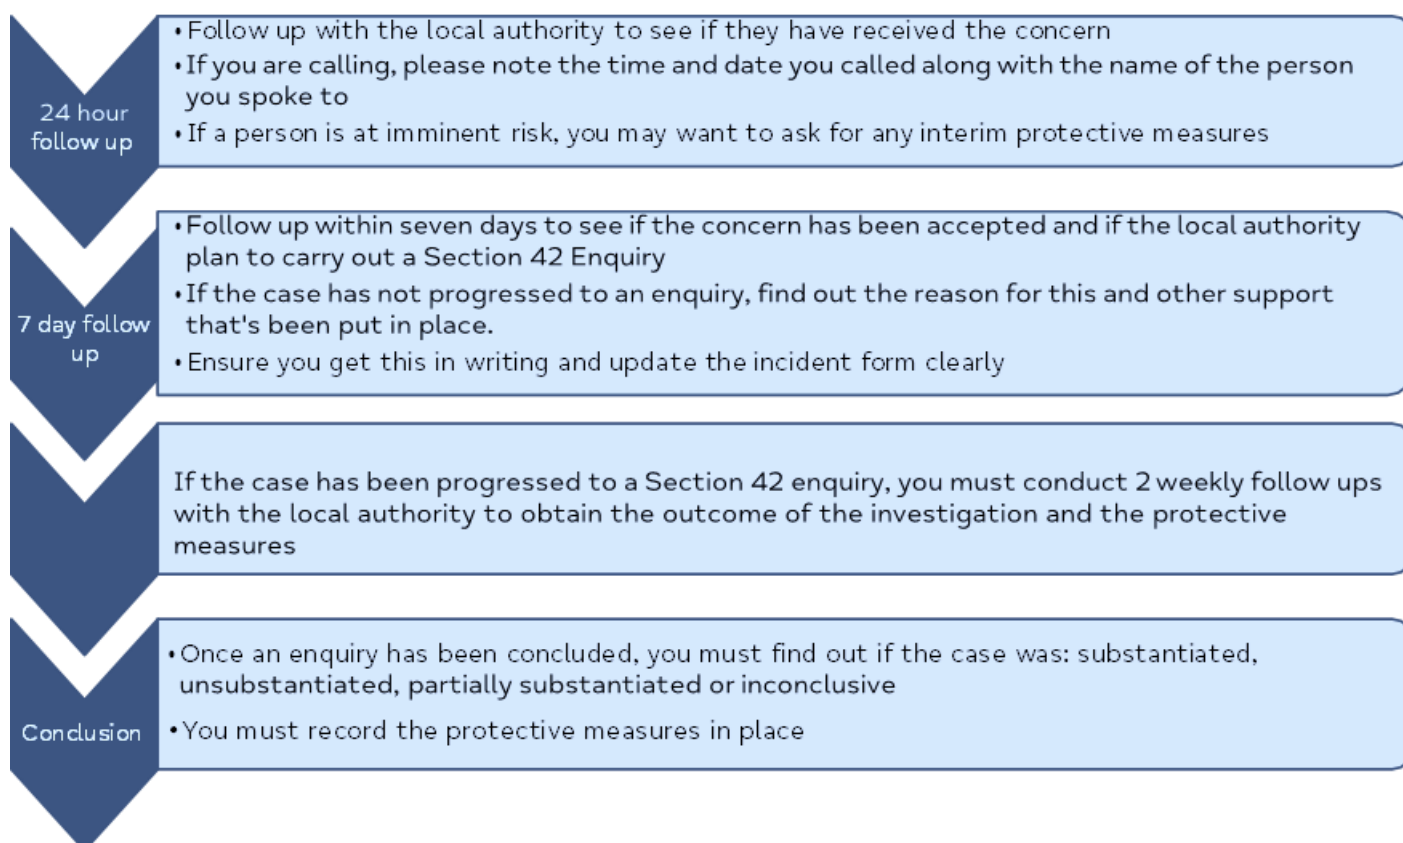 24 hour
follow up
• Follow up with the local authority to see if they have received the concern
• If you are calling, please note the time and date you called along with the name of the person
you spoke to
• If a person is at imminent risk, you may want to ask for any interim protective measures
7 day follow
up
• Follow up within seven days to see if the concern has been accepted and if the local authority
plan to carry out a Section 42 Enquiry
• If the case has not progressed to an enquiry, find out the reason for this and other support
that's been put in place.
• Ensure you get this in writing and update the incident form clearly
If the case has been progressed to a Section 42 enquiry, you must conduct 2 weekly follow ups
with the local authority to obtain the outcome of the investigation and the protective
measures
Conclusion
• Once an enquiry has been concluded, you must find out if the case was: substantiated,
unsubstantiated, partially substantiated or inconclusive
• You must record the protective measures in place